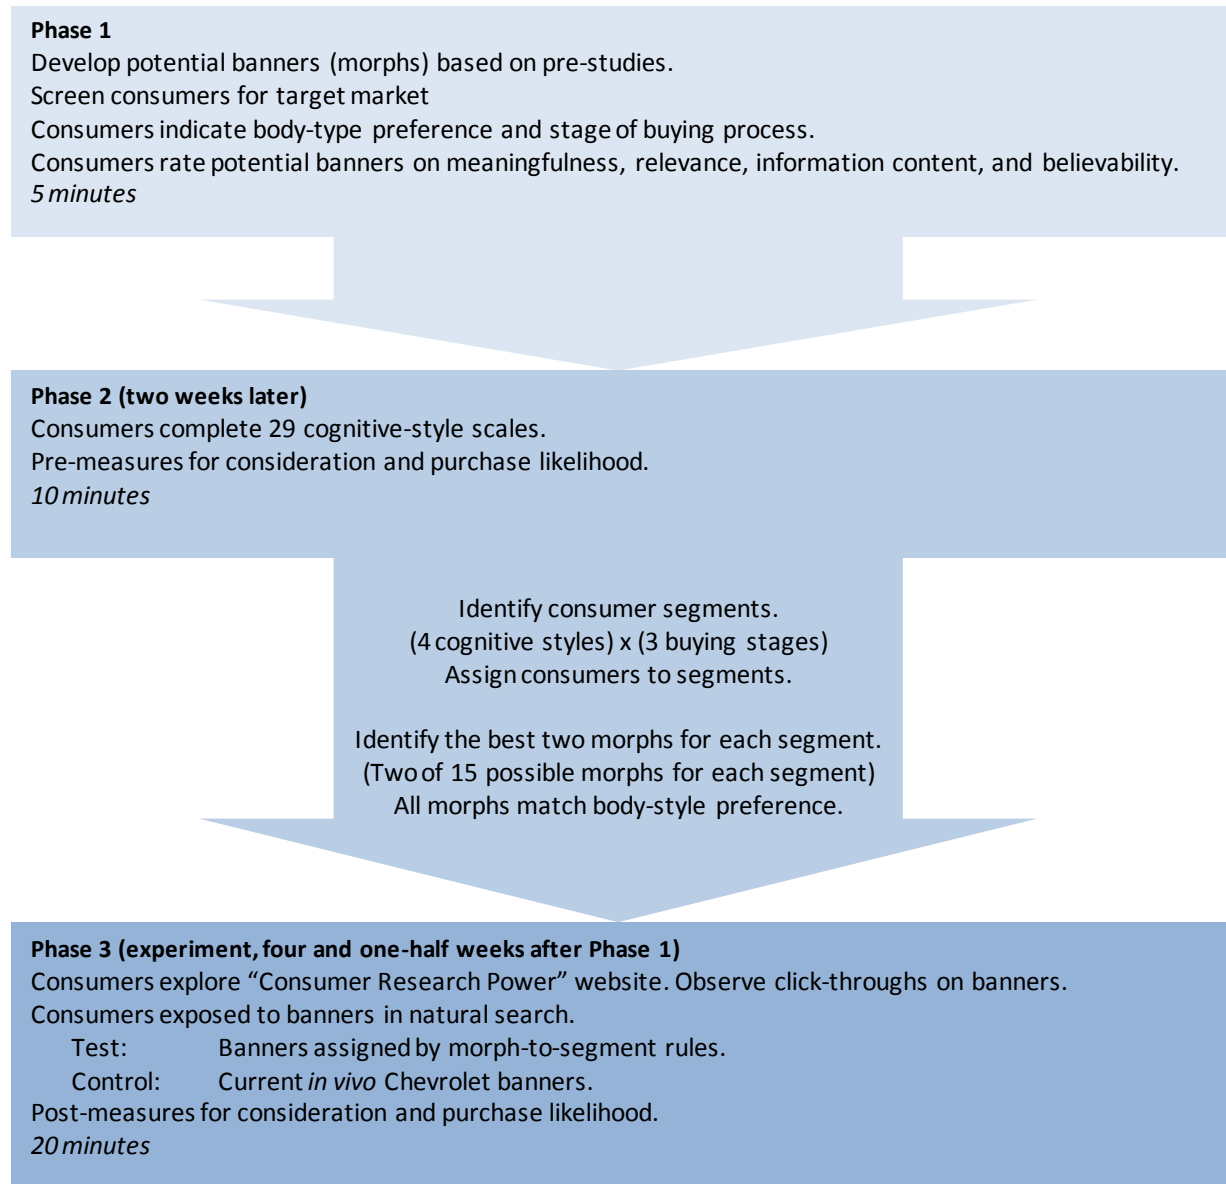 Phase 1
Develop potential banners (morphs) based on pre-studies.
Screen consumers for target market
Consumers indicate body-type preference and stage of buying process.
Consumers rate potential banners on meaningfulness, relevance, information content, and believability.
5 minutes
Phase 2 (two weeks later)
Consumers complete 29 cognitive-style scales.
Pre-measures for consideration and purchase likelihood.
10 minutes
Identify consumer segments.
(4 cognitive styles) x (3 buying stages)
Assign consumers to segments.
Identify the best two morphs for each segment.
(Two of 15 possible morphs for each segment)
All morphs match body-style preference.
Phase 3 (experiment, four and one-half weeks after Phase 1)
Consumers explore “Consumer Research Power” website. Observe click-throughs on banners.
Consumers exposed to banners in natural search.
Test: Banners assigned by morph-to-segment rules.
Control: Current in vivo Chevrolet banners.
Post-measures for consideration and purchase likelihood.
20 minutes